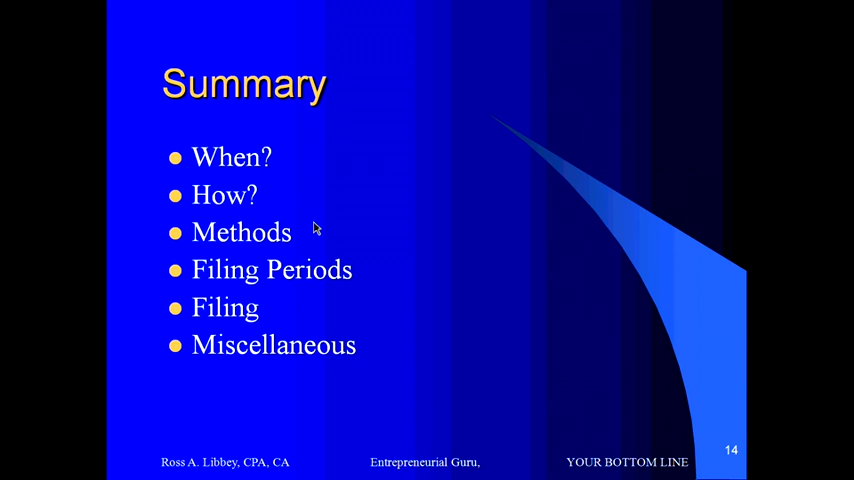 Summary
When?
How?
Methods
Filing Periods
Filing
Miscellaneous
14
Ross A. Libbey, CPA, CA Entrepreneurial Guru, YOUR BOTTOM LINE